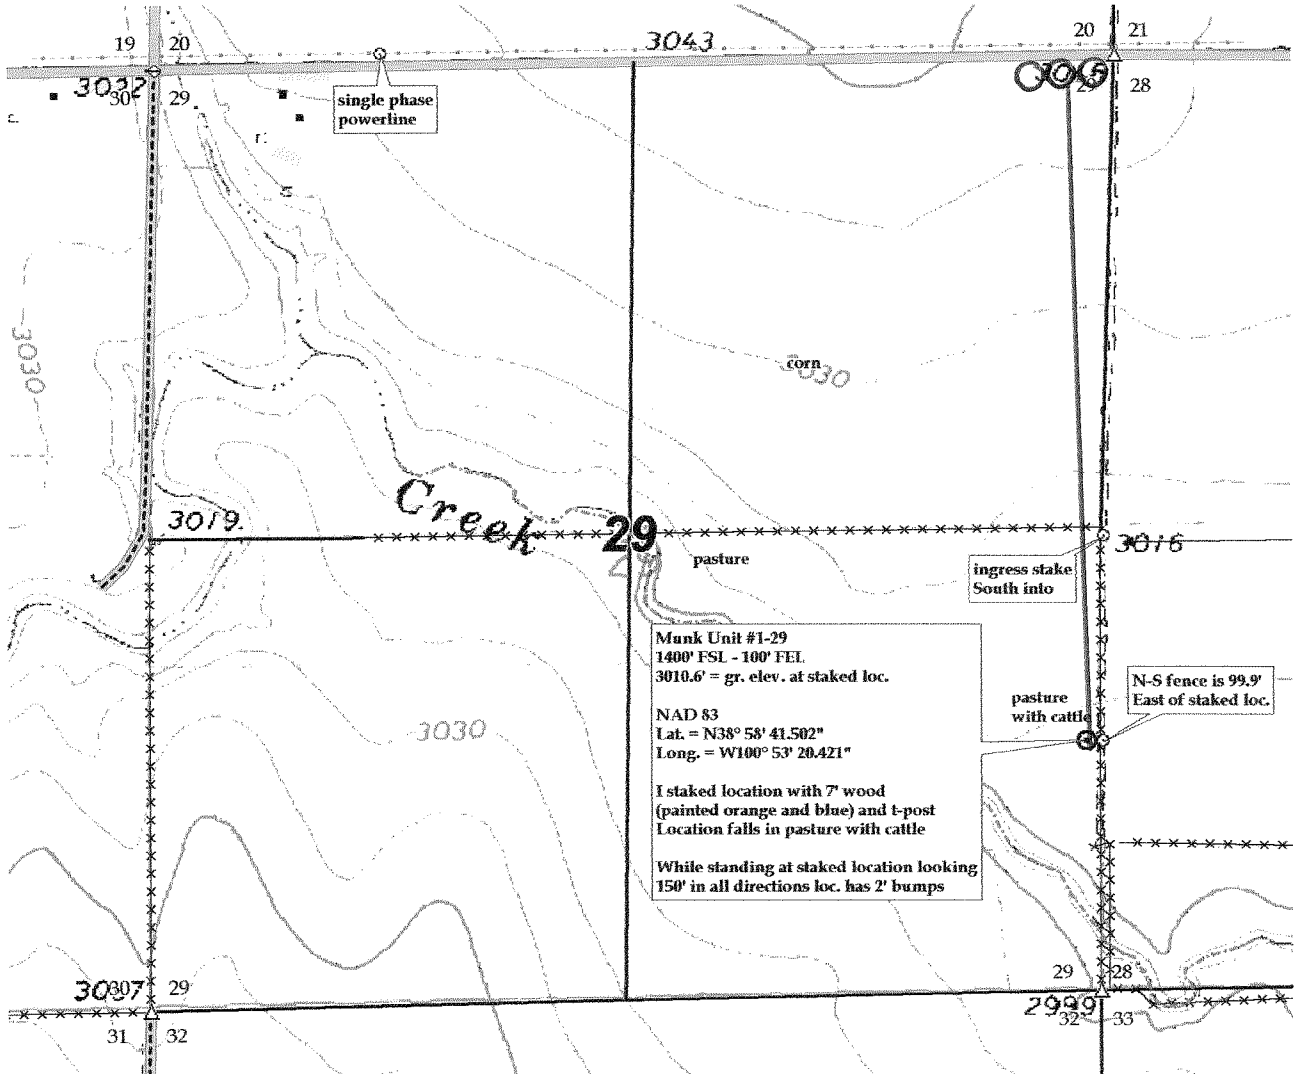 3043
19 20
20 21
3032
30 29
28
single phase
powerline
3030
corn
3030
Creek
3019
29
3016
pasture
ingress stake
South into
Munk Unit #1-29
1400' FSL - 100' FEL
3010.6' = gr. elev. at staked loc.
NAD 83
Lat. = N38° 58' 41.502"
Long. = W100° 53' 20.421"
I staked location with 7' wood
(painted orange and blue) and t-post
Location falls in pasture with cattle
While standing at staked location looking
150' in all directions loc. has 2' bumps
pasture
with cattle
N-S fence is 99.9'
East of staked loc.
3030
30 29
29 28
2999
31 32
32 33